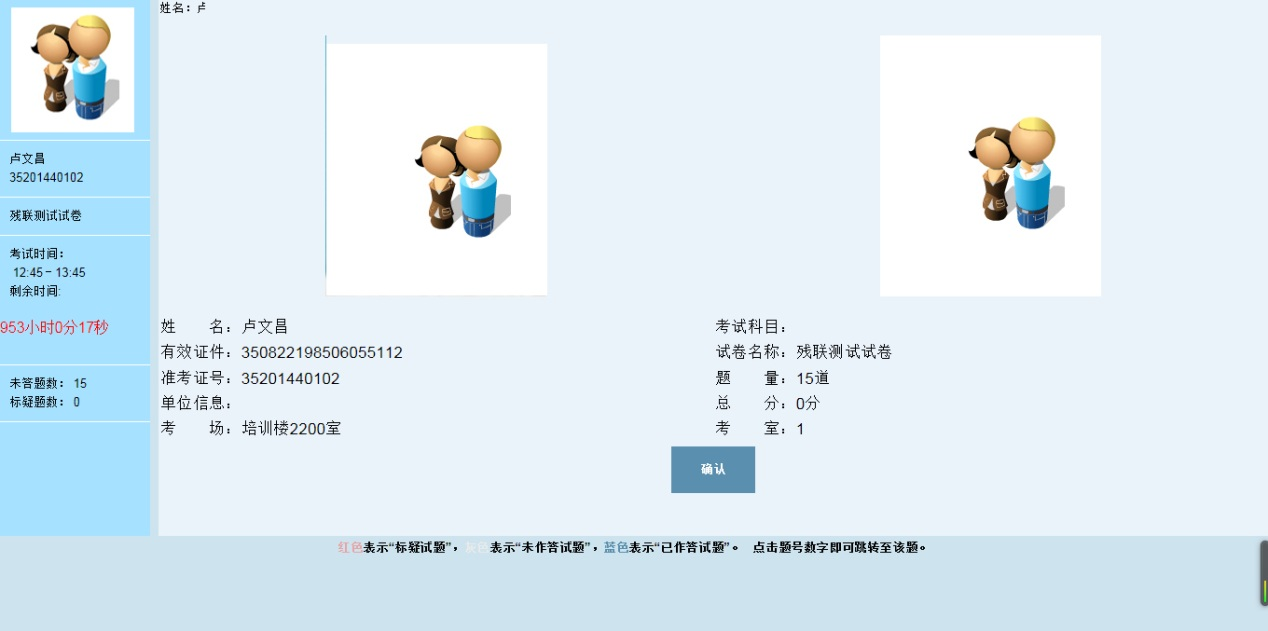 姓名：卢
卢文昌
35201440102
残联测试试卷
考试时间：
12:45 - 13:45
剩余时间:
953小时0分17秒
未答题数： 15
标疑题数： 0
姓　　名：卢文昌
有效证件：350822198506055112
准考证号：35201440102
单位信息：
考　　场：培训楼2200室
考试科目：
试卷名称：残联测试试卷
题　　量：15道
总　　分：0分
考　　室：1
确认
红色表示“标疑试题”，灰色表示“未作答试题”，蓝色表示“已作答试题”。 点击题号数字即可跳转至该题。